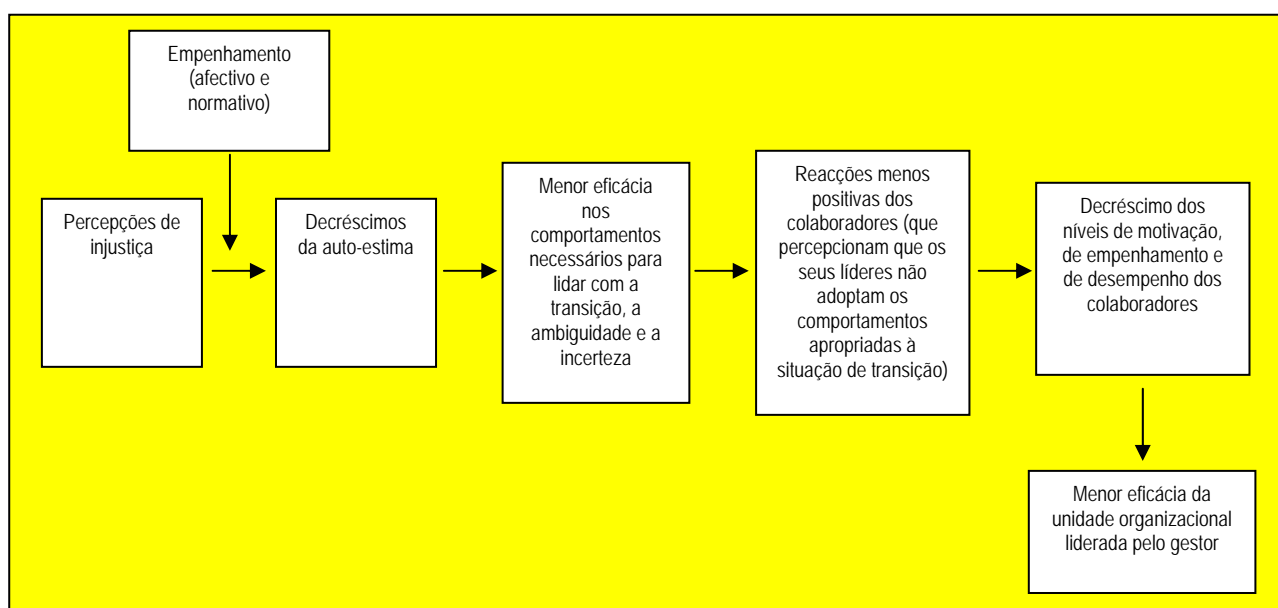 Empenhamento
(afectivo e
normativo)
Percepções de
injustiça
Decréscimos
da auto-estima
Menor eficácia
nos
comportamentos
necessários para
lidar com a
transição, a
ambiguidade e a
incerteza
Reacções menos
positivas dos
colaboradores (que
percepcionam que os
seus líderes não
adoptam os
comportamentos
apropriadas à
situação de transição)
Decréscimo dos
níveis de motivação,
de empenhamento e
de desempenho dos
colaboradores
Menor eficácia da
unidade organizacional
liderada pelo gestor